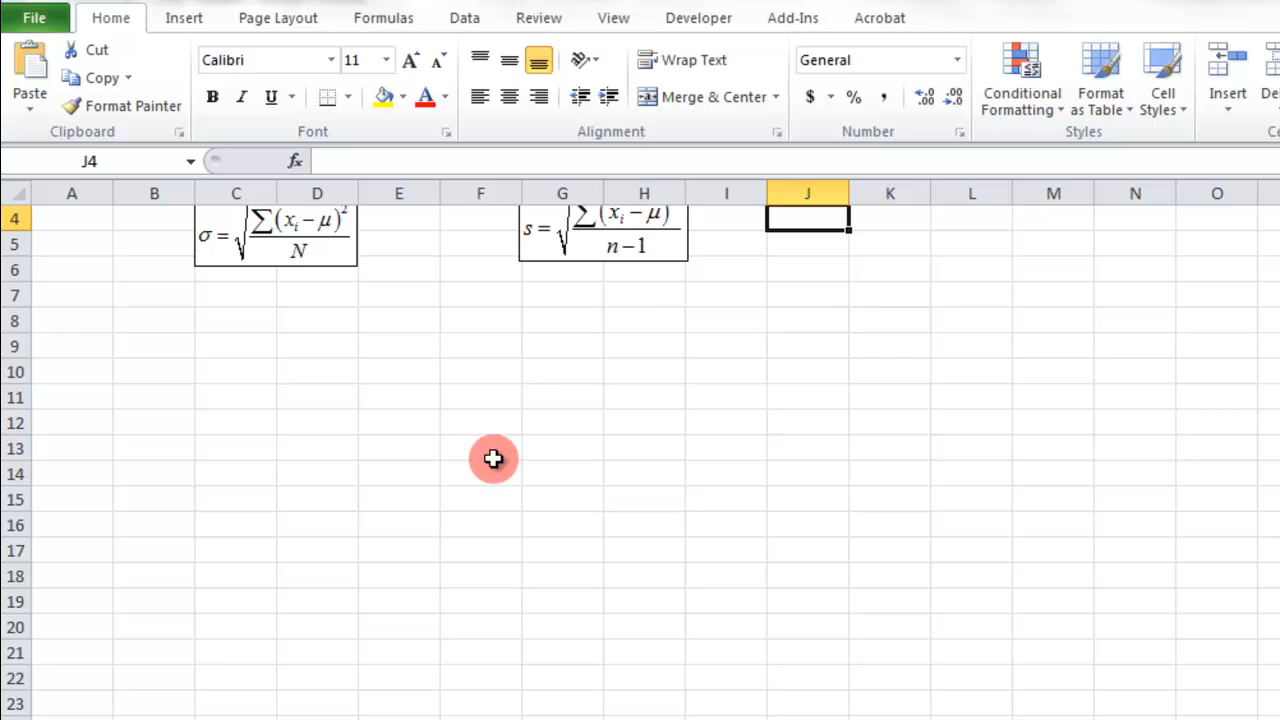 File Home Insert Page Layout Formulas Data Review View Developer Add-Ins Acrobat
Paste Cut Copy Format Painter Clipboard
Calibri 11 B I U A Font
Wrap Text Merge & Center Alignment
General $ % , .00 .0 Number
Conditional Formatting Format as Table Cell Styles Styles
Insert
J4 fx
A B C D E F G H I J K L M N O
4 σ = √(∑(xᵢ − μ)² / N) s = √(∑(xᵢ − μ) / n−1)
5
6
7
8
9
10
11
12
13
14
15
16
17
18
19
20
21
22
23